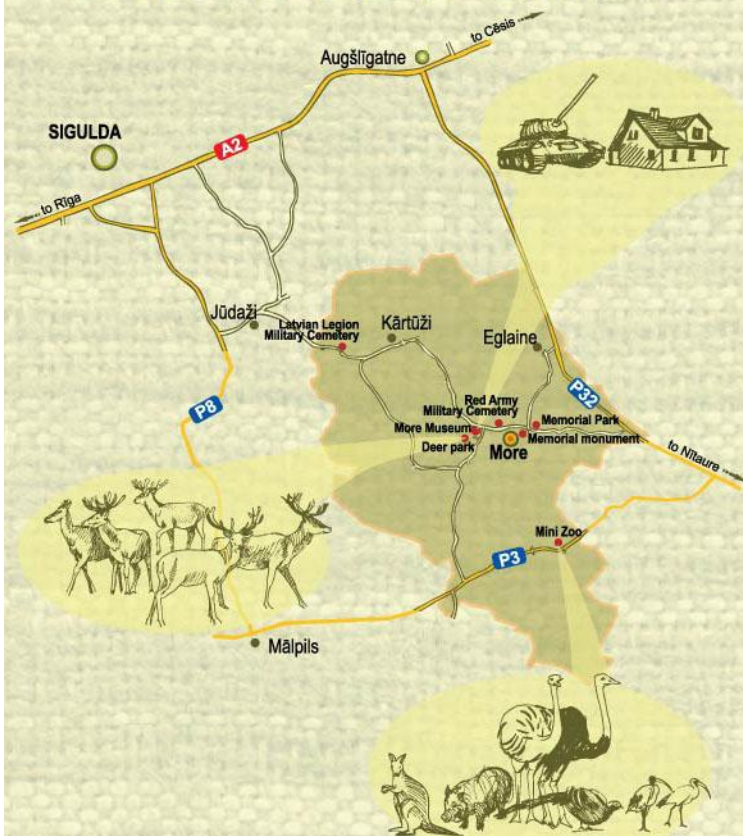 to Cēsis
Augšlīgatne
SIGULDA
A2
to Rīga
Jūdaži
Latvian Legion
Military Cemetery
Kārtūži
Eglaine
P8
P32
Red Army
Military Cemetery
Memorial Park
More Museum
Memorial monument
Deer park
More
to Nītaure
Mini Zoo
P3
Mālpils